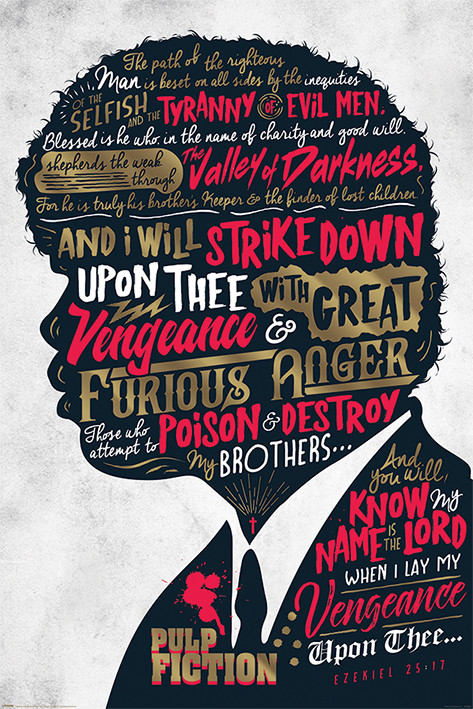 The path of the righteous
Man is beset on all sides by the inequities
OF THE SELFISH AND THE TYRANNY OF EVIL MEN.
Blessed is he who, in the name of charity and good will,
shepherds the weak through The Valley of Darkness,
For he is truly his brother's Keeper & the finder of lost children.
AND i WILL STRIKE DOWN
UPON THEE WiTH GREAT
Vengeance &
FURIOUS ANGER
Those who attempt to POISON & DESTROY
My BROTHERS...
And you will
KNOW My
NAME IS THE LORD
WHEN I LAY MY
Vengeance
Upon Thee...
EZEKIEL 25:17
PULP
FICTION